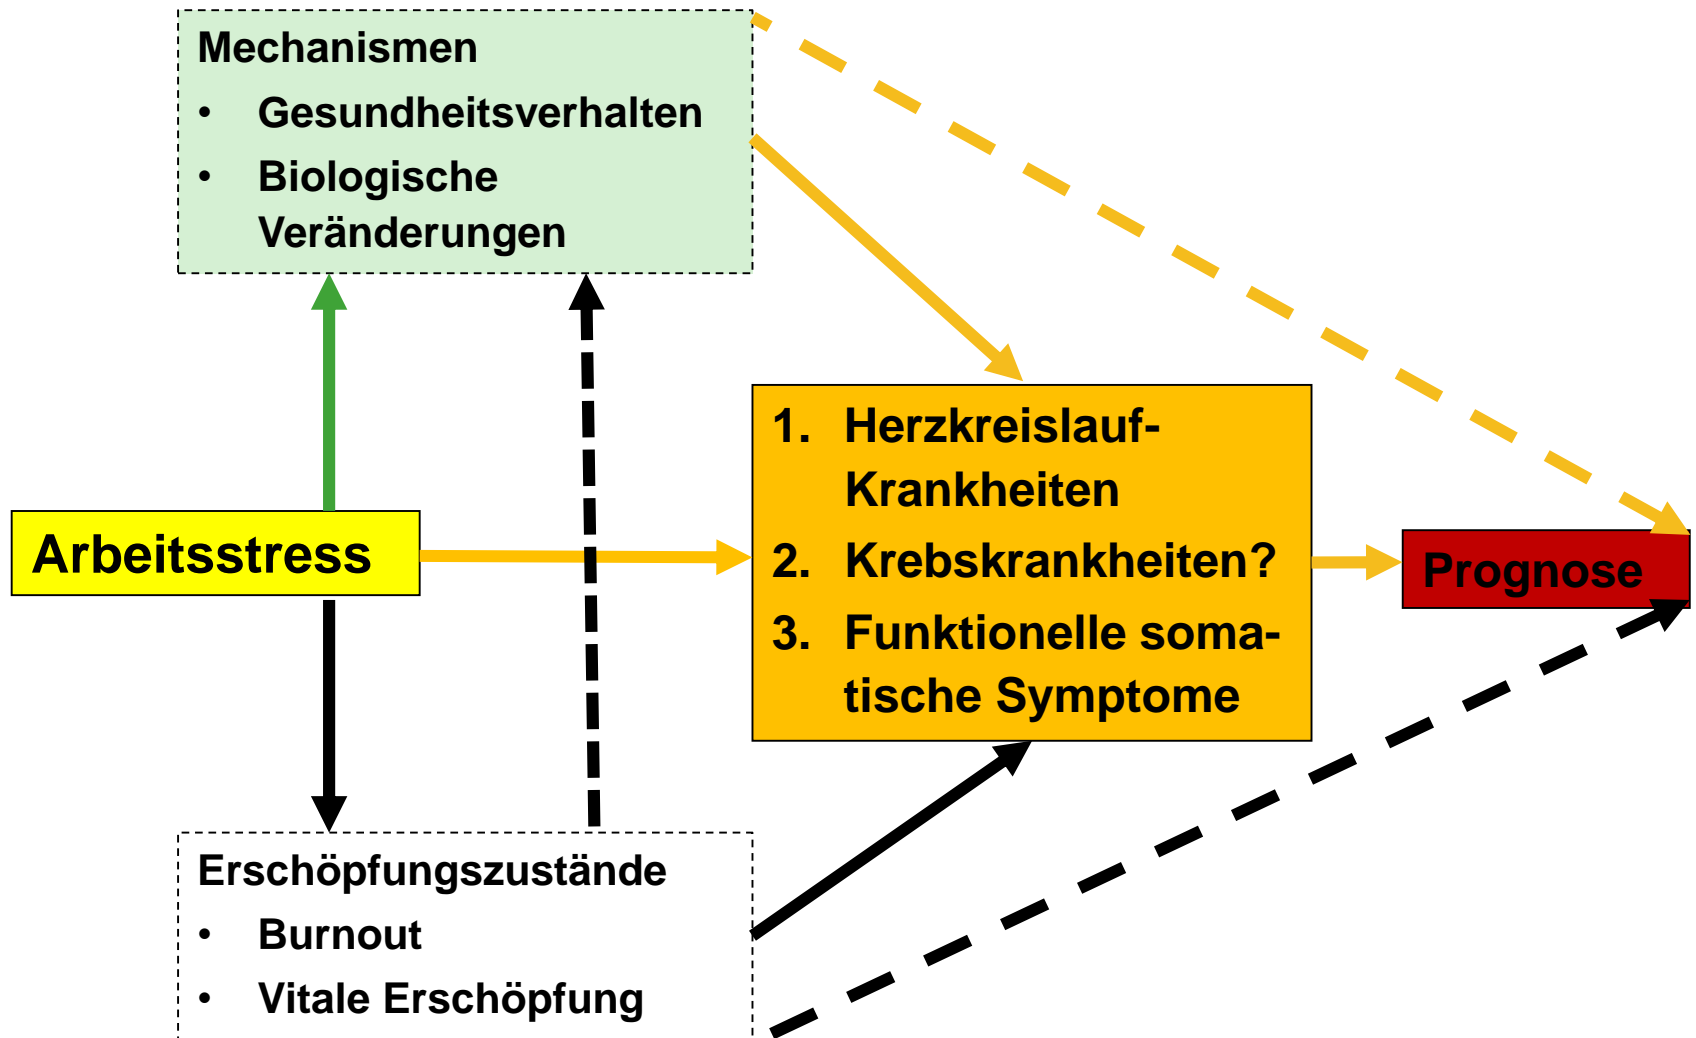 Mechanismen
• Gesundheitsverhalten
• Biologische
Veränderungen
Arbeitsstress
1. Herzkreislauf-
Krankheiten
2. Krebskrankheiten?
3. Funktionelle soma-
tische Symptome
Prognose
Erschöpfungszustände
• Burnout
• Vitale Erschöpfung